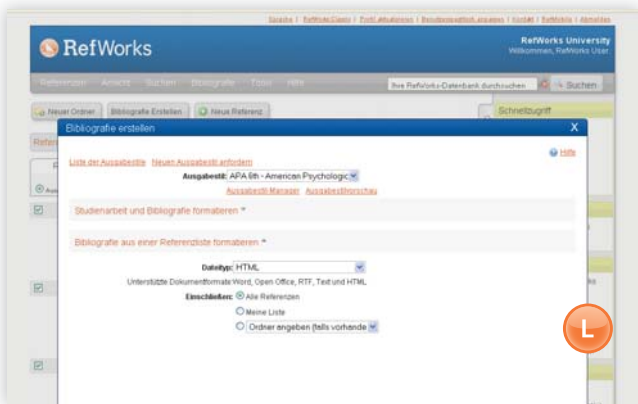 Sprache | RefWorks Classic | Profil aktualisieren | Benutzerstatistik anzeigen | Kontakt | RefMobile | Abmelden
RefWorks
RefWorks University
Willkommen, RefWorks User.
Referenzen Ansicht Suchen Bibliografie Tools Hilfe
Ihre RefWorks-Datenbank durchsuchen
Suchen
Neuer Ordner
Bibliografie Erstellen
Neue Referenz
Schnellzugriff
Bibliografie erstellen X
Hilfe
Liste der Ausgabestile Neuen Ausgabestil anfordern
Ausgabestil: APA 6th - American Psychologic
Ausgabestil-Manager Ausgabestilvorschau
Studienarbeit und Bibliografie formatieren
Bibliografie aus einer Referenzliste formatieren
Dateityp: HTML
Unterstützte Dokumentformate Word, Open Office, RTF, Text und HTML
Einschließen: Alle Referenzen
Meine Liste
Ordner angeben (falls vorhande
L